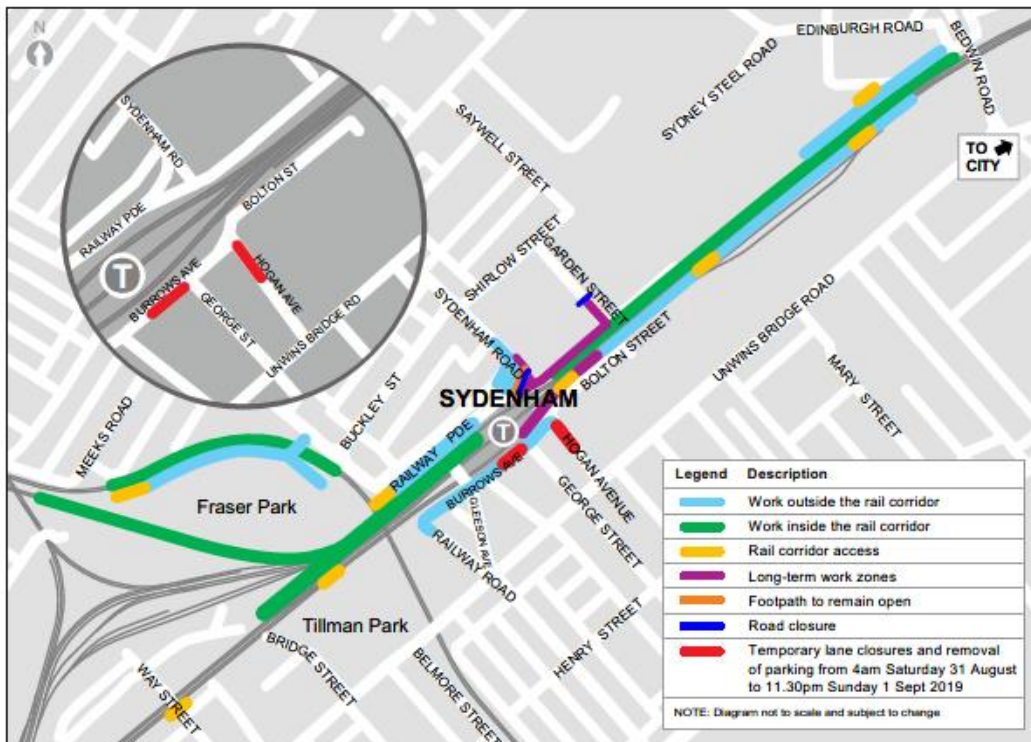 N
EDINBURGH ROAD
BEDWIN ROAD
SYDNEY STEEL ROAD
SAYWELL STREET
TO
CITY
SYDENHAM RD
BOLTON ST
RAILWAY PDE
T
BURROWS AVE
HOGAN AVE
GEORGE ST
UNWINS BRIDGE RD
SHIRLOW STREET
GARDEN STREET
SYDENHAM ROAD
BOLTON STREET
UNWINS BRIDGE ROAD
MARY STREET
SYDENHAM
T
BUCKLEY ST
MEEKS ROAD
RAILWAY PDE
HOGAN AVENUE
BURROWS AVE
GEORGE STREET
GLEESON AVE
Fraser Park
RAILWAY ROAD
Tillman Park
BRIDGE STREET
HENRY STREET
BELMORE STREET
WAY STREET
Legend Description
Work outside the rail corridor
Work inside the rail corridor
Rail corridor access
Long-term work zones
Footpath to remain open
Road closure
Temporary lane closures and removal
of parking from 4am Saturday 31 August
to 11.30pm Sunday 1 Sept 2019
NOTE: Diagram not to scale and subject to change